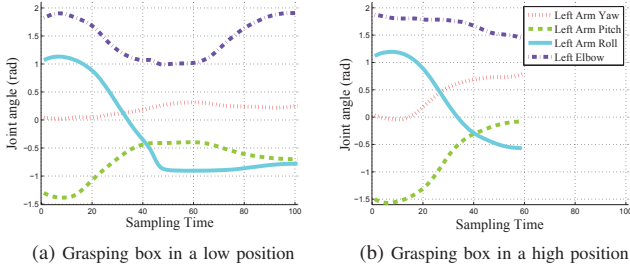 2
1.5
1
0.5
0
−0.5
−1
−1.5
Joint angle (rad)
0 20 40 60 80 100
Sampling Time
(a) Grasping box in a low position
2
1.5
1
0.5
0
−0.5
−1
−1.5
Joint angle (rad)
0 20 40 60 80 100
Sampling Time
Left Arm Yaw
Left Arm Pitch
Left Arm Roll
Left Elbow
(b) Grasping box in a high position